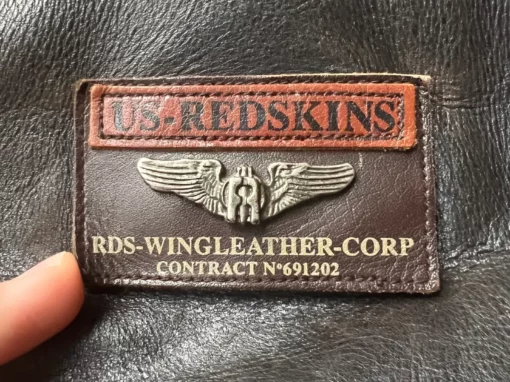 US-REDSKINS
RDS-WINGLEATHER-CORP
CONTRACT N°691202